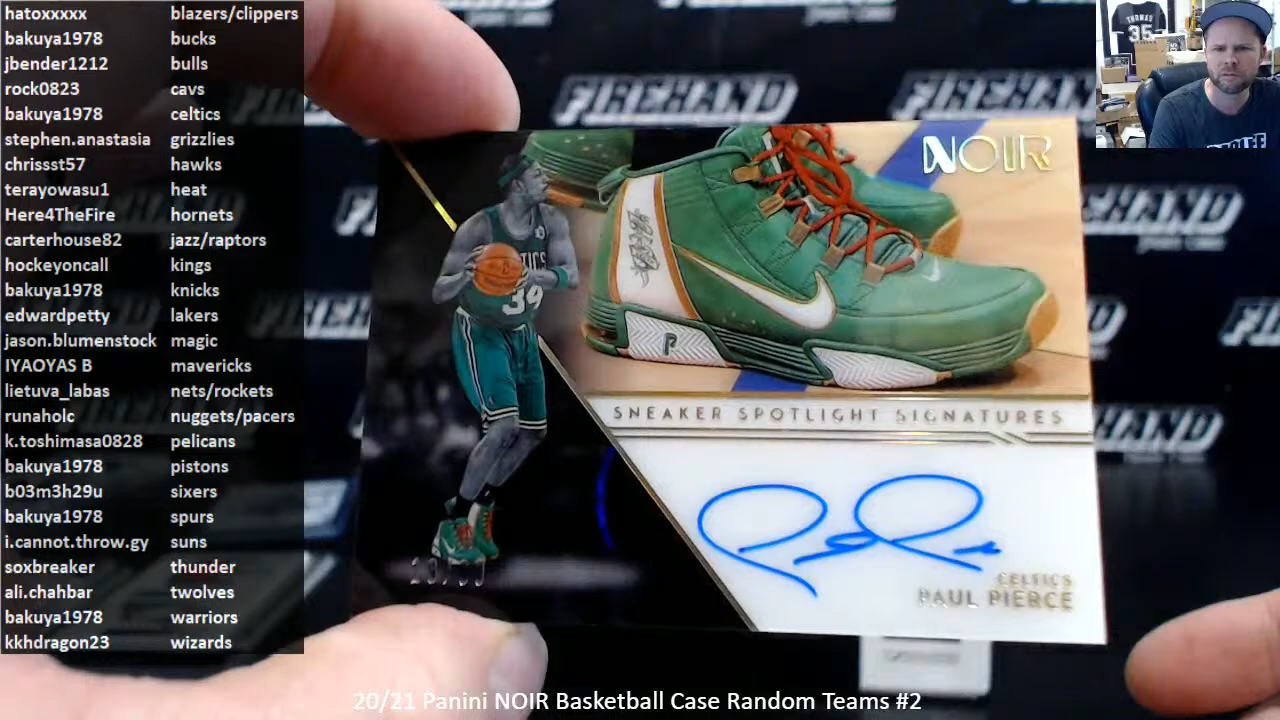 hatoxxxxx blazers/clippers
bakuya1978 bucks
jbender1212 bulls
rock0823 cavs
bakuya1978 celtics
stephen.anastasia grizzlies
chrissst57 hawks
terayowasu1 heat
Here4TheFire hornets
carterhouse82 jazz/raptors
hockeyoncall kings
bakuya1978 knicks
edwardpetty lakers
jason.blumenstock magic
IYAOYAS B mavericks
lietuva_labas nets/rockets
runaholc nuggets/pacers
k.toshimasa0828 pelicans
bakuya1978 pistons
b03m3h29u sixers
bakuya1978 spurs
i.cannot.throw.gy suns
soxbreaker thunder
ali.chahbar twolves
bakuya1978 warriors
kkhdragon23 wizards
THOMAS
35
FIREHAND
NOIR
34
SNEAKER SPOTLIGHT SIGNATURES
CELTICS
PAUL PIERCE
20/21 Panini NOIR Basketball Case Random Teams #2